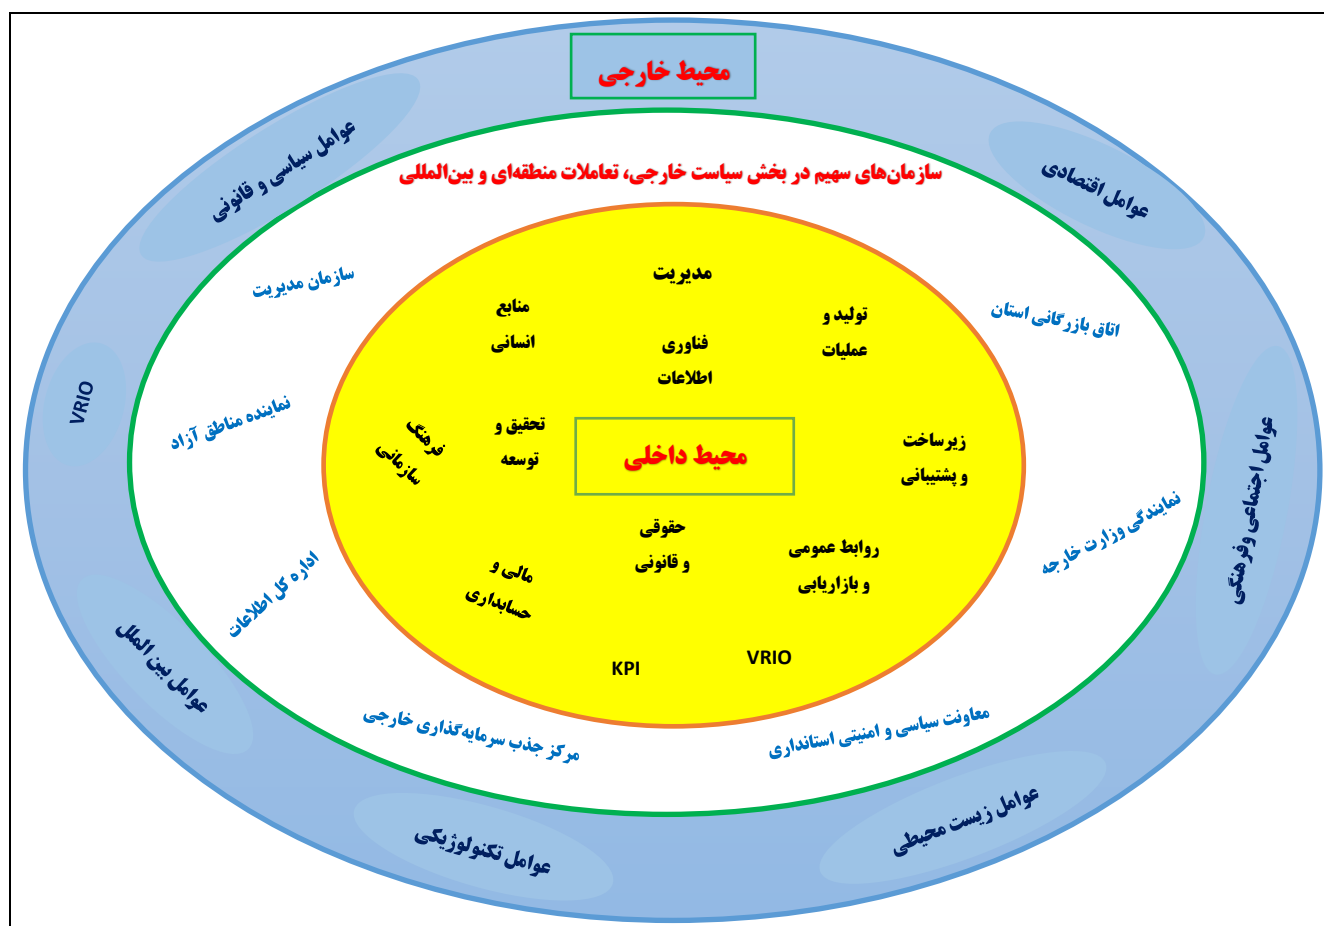 محیط خارجی
عوامل سیاسی و قانونی
عوامل اقتصادی
سازمان‌های سهیم در بخش سیاست خارجی، تعاملات منطقه‌ای و بین‌المللی
سازمان مدیریت
اتاق بازرگانی استان
مدیریت
منابع
انسانی
تولید و
عملیات
فناوری
اطلاعات
VRIO
نماینده مناطق آزاد
فرهنگ
سازمانی
تحقیق و
توسعه
محیط داخلی
زیرساخت
و پشتیبانی
عوامل اجتماعی وفرهنگی
نمایندگی وزارت خارجه
حقوقی
و قانونی
روابط عمومی
و بازاریابی
مالی و
حسابداری
اداره کل اطلاعات
عوامل بین الملل
KPI
VRIO
مرکز جذب سرمایه‌گذاری خارجی
معاونت سیاسی و امنیتی استانداری
عوامل تکنولوژیکی
عوامل زیست محیطی